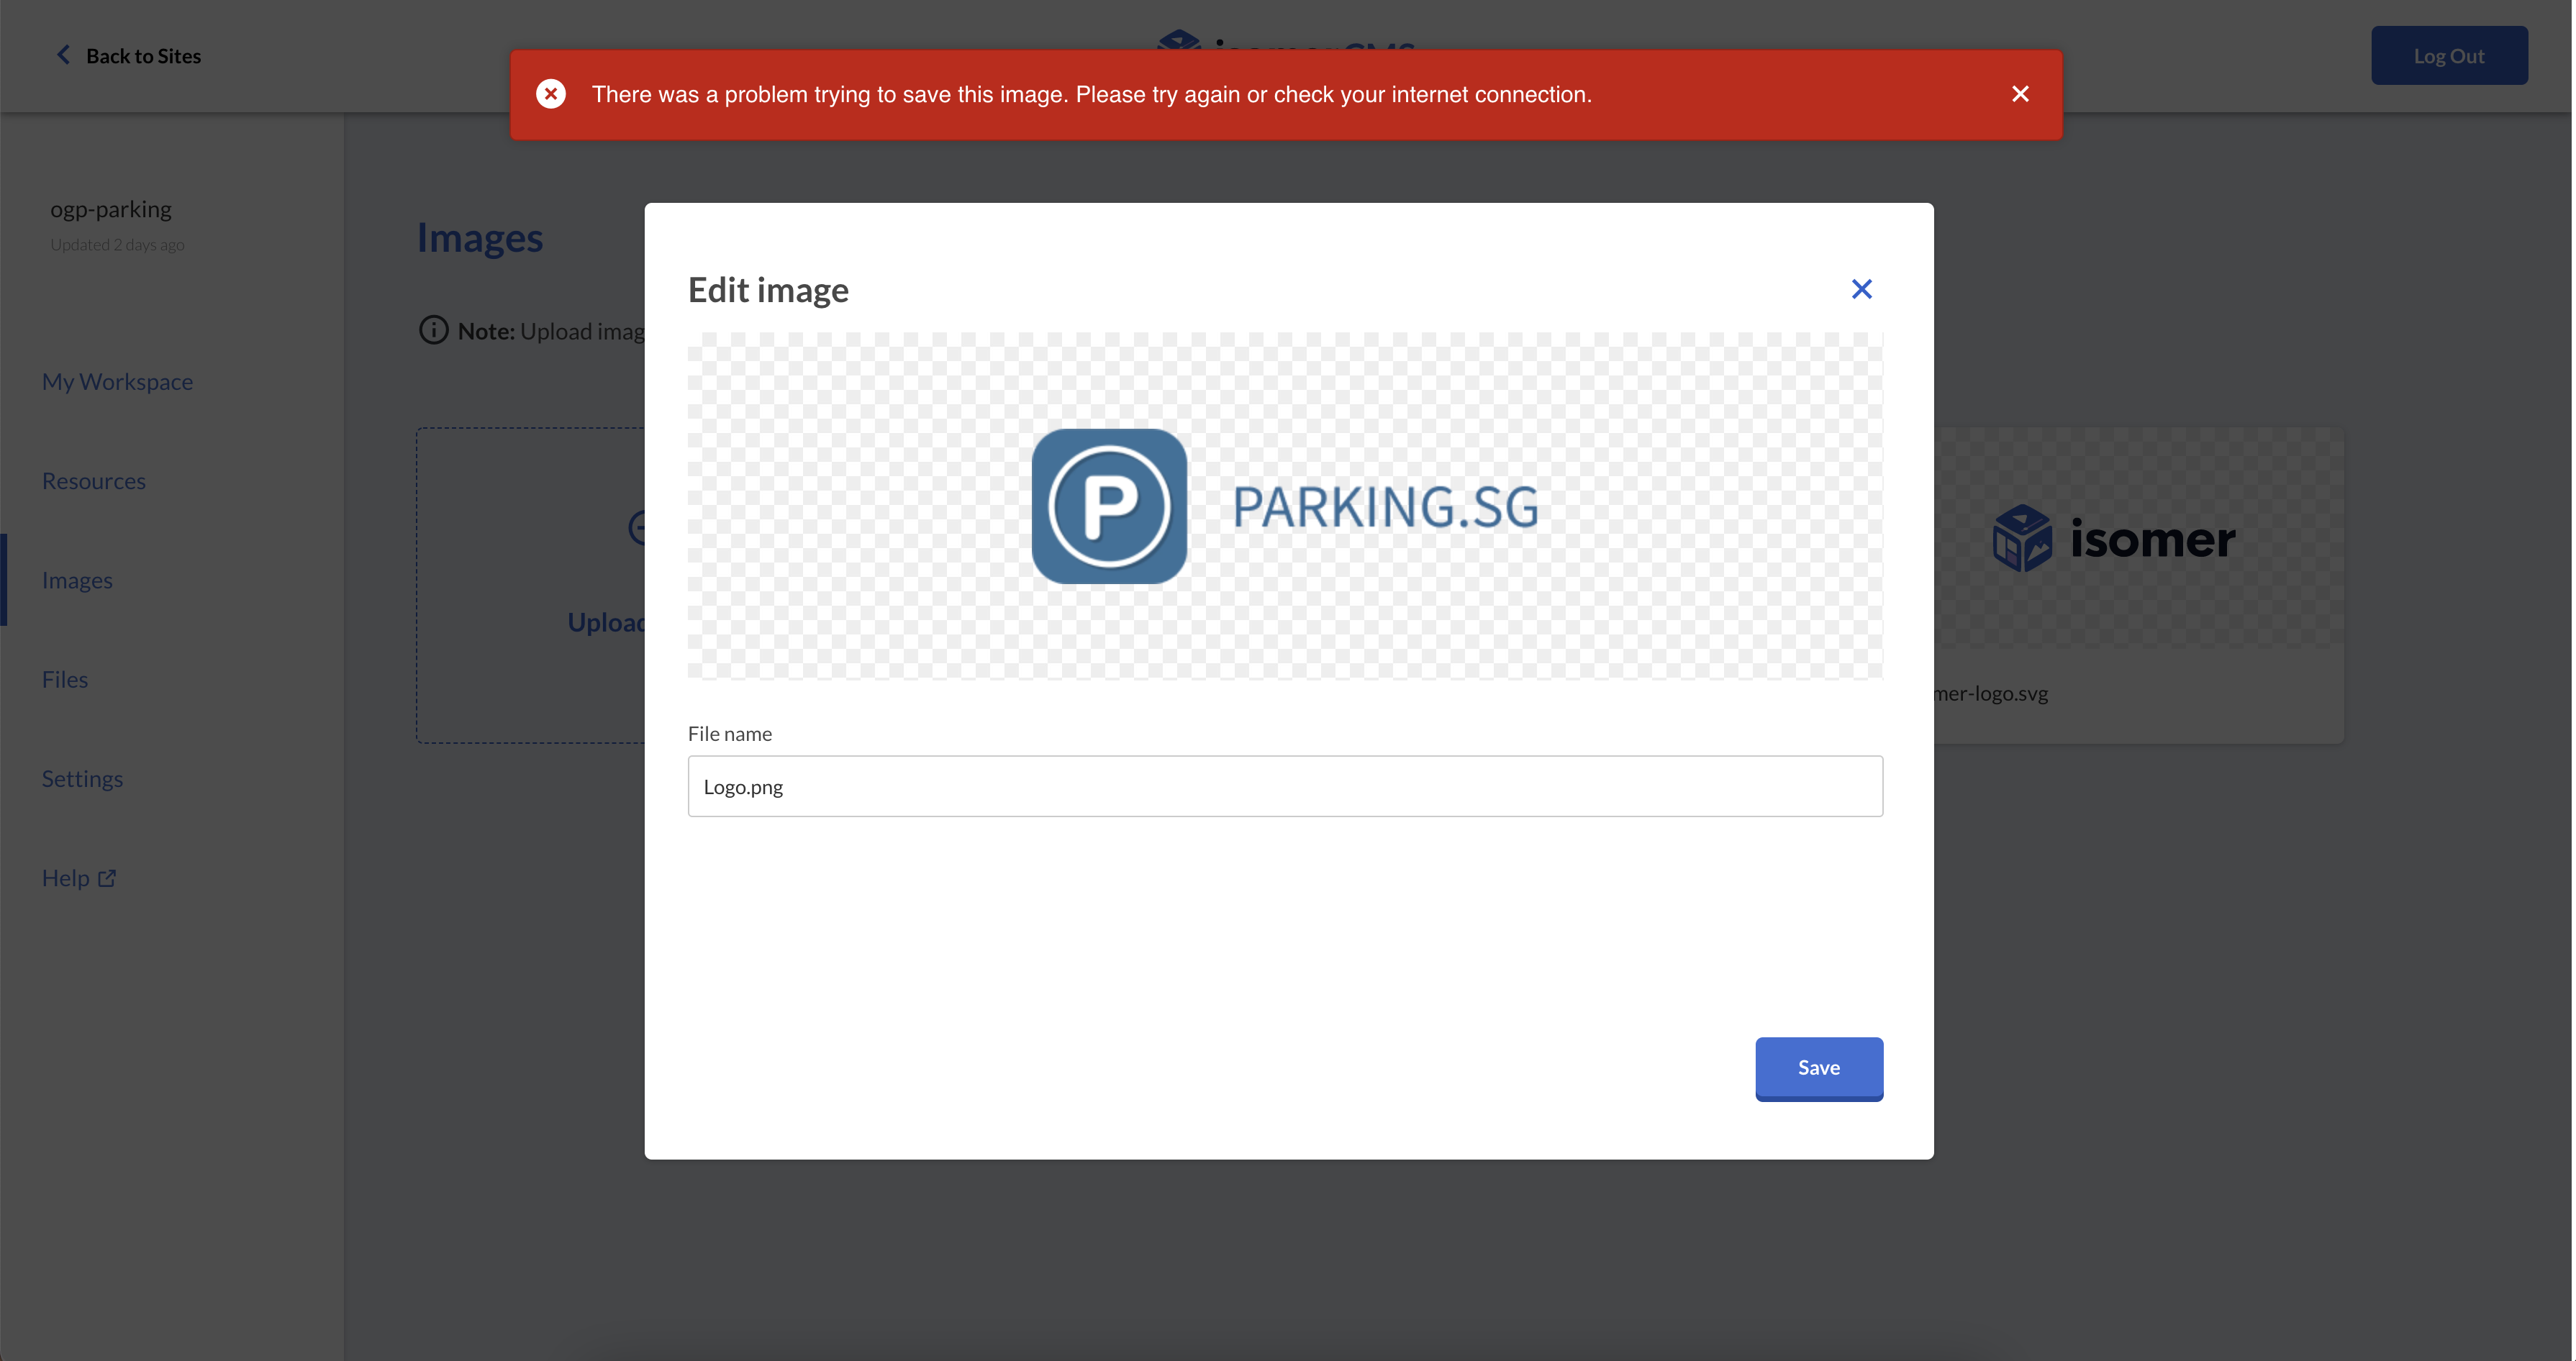 Back to Sites
Log Out
There was a problem trying to save this image. Please try again or check your internet connection.
ogp-parking
Updated 2 days ago
My Workspace
Resources
Images
Files
Settings
Help
Images
Note: Upload imag
Upload
Edit image
P PARKING.SG
File name
Logo.png
Save
isomer
mer-logo.svg